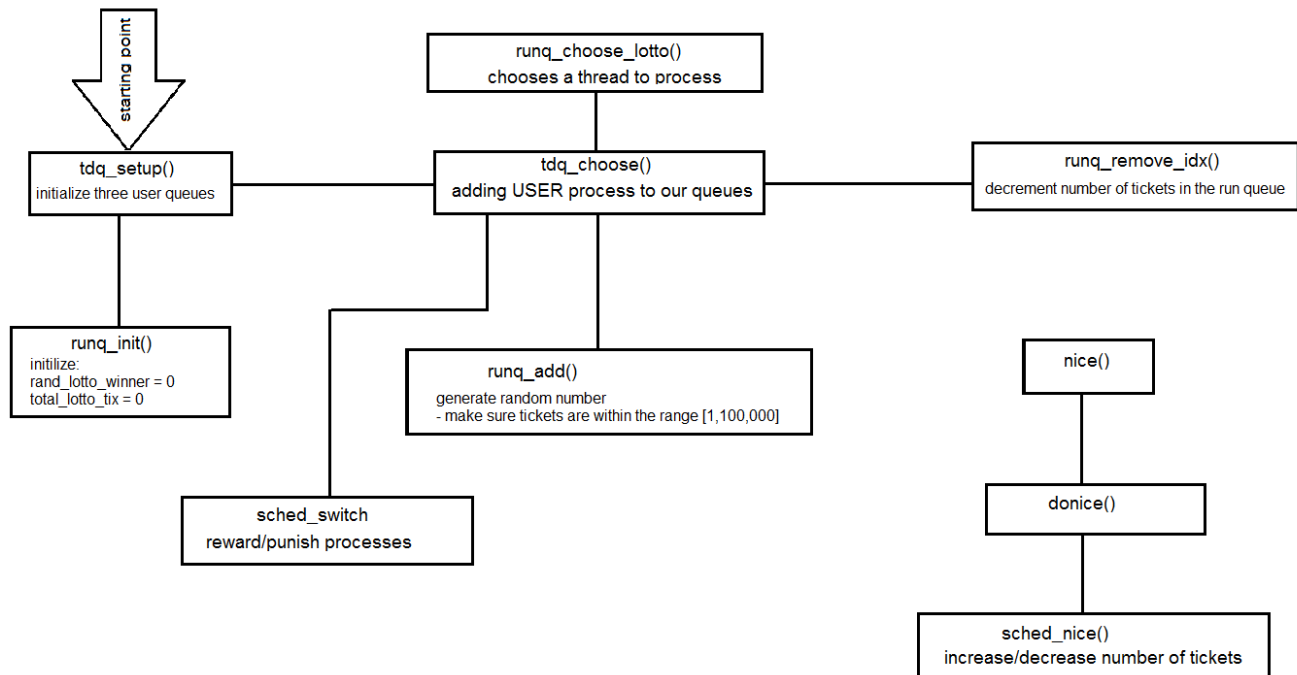 starting point
runq_choose_lotto()
chooses a thread to process
tdq_setup()
initialize three user queues
tdq_choose()
adding USER process to our queues
runq_remove_idx()
decrement number of tickets in the run queue
runq_init()
initilize:
rand_lotto_winner = 0
total_lotto_tix = 0
runq_add()
generate random number
- make sure tickets are within the range [1,100,000]
nice()
sched_switch
reward/punish processes
donice()
sched_nice()
increase/decrease number of tickets